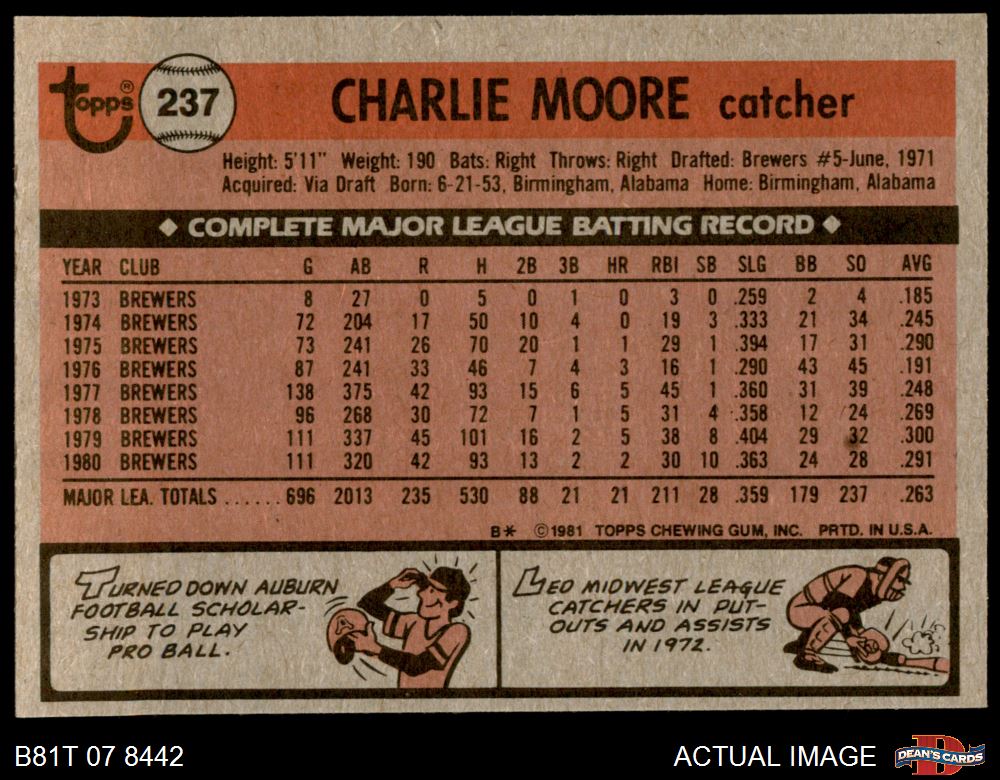 Topps® 237 CHARLIE MOORE catcher
Height: 5'11" Weight: 190 Bats: Right Throws: Right Drafted: Brewers #5-June, 1971
Acquired: Via Draft Born: 6-21-53, Birmingham, Alabama Home: Birmingham, Alabama
◆ COMPLETE MAJOR LEAGUE BATTING RECORD ◆
YEAR CLUB G AB R H 2B 3B HR RBI SB SLG BB SO AVG
1973 BREWERS 8 27 0 5 0 1 0 3 0 .259 2 4 .185
1974 BREWERS 72 204 17 50 10 4 0 19 3 .333 21 34 .245
1975 BREWERS 73 241 26 70 20 1 1 29 1 .394 17 31 .290
1976 BREWERS 87 241 33 46 7 4 3 16 1 .290 43 45 .191
1977 BREWERS 138 375 42 93 15 6 5 45 1 .360 31 39 .248
1978 BREWERS 96 268 30 72 7 1 5 31 4 .358 12 24 .269
1979 BREWERS 111 337 45 101 16 2 5 38 8 .404 29 32 .300
1980 BREWERS 111 320 42 93 13 2 2 30 10 .363 24 28 .291
MAJOR LEA. TOTALS ...... 696 2013 235 530 88 21 21 211 28 .359 179 237 .263
B* ©1981 TOPPS CHEWING GUM, INC. PRTD. IN U.S.A.
TURNED DOWN AUBURN
FOOTBALL SCHOLAR-
SHIP TO PLAY
PRO BALL.
LED MIDWEST LEAGUE
CATCHERS IN PUT-
OUTS AND ASSISTS
IN 1972.
B81T 07 8442
ACTUAL IMAGE
DEAN'S CARDS